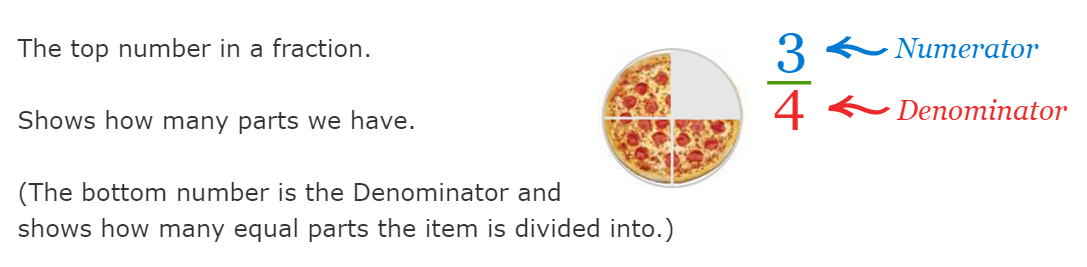 The top number in a fraction.
Shows how many parts we have.
(The bottom number is the Denominator and
shows how many equal parts the item is divided into.)
3 Numerator
4 Denominator